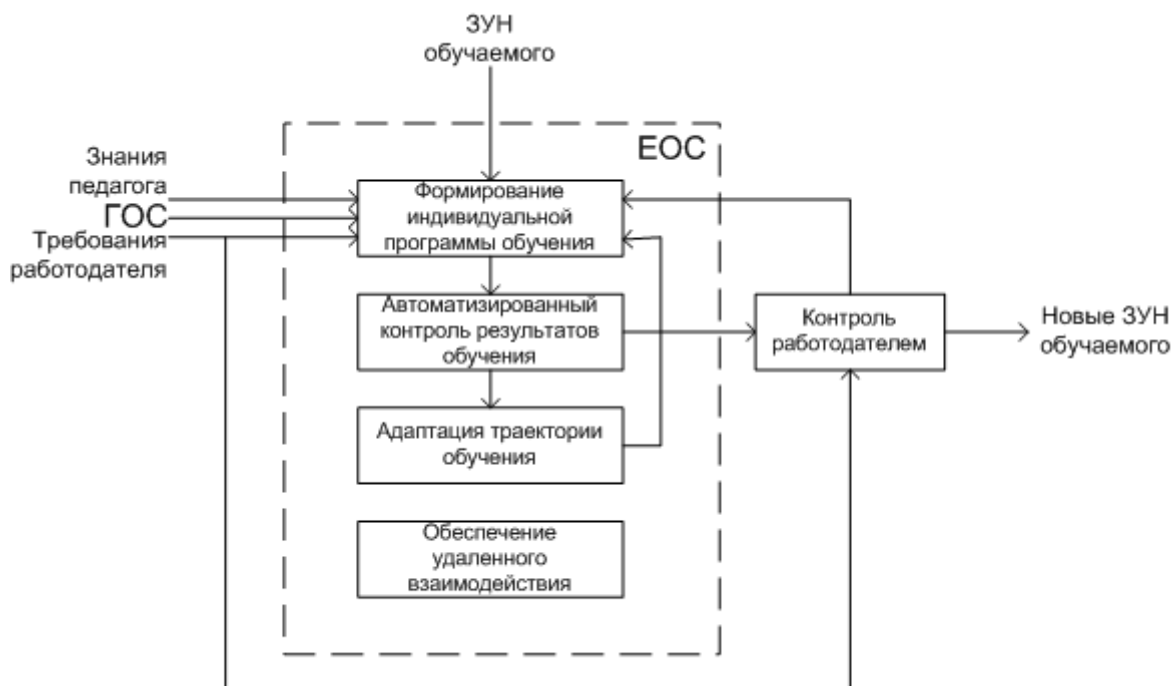 ЗУН
обучаемого
ЕОС
Знания
педагога
ГОС
Требования
работодателя
Формирование
индивидуальной
программы обучения
Автоматизированный
контроль результатов
обучения
Контроль
работодателем
Новые ЗУН
обучаемого
Адаптация траектории
обучения
Обеспечение
удаленного
взаимодействия